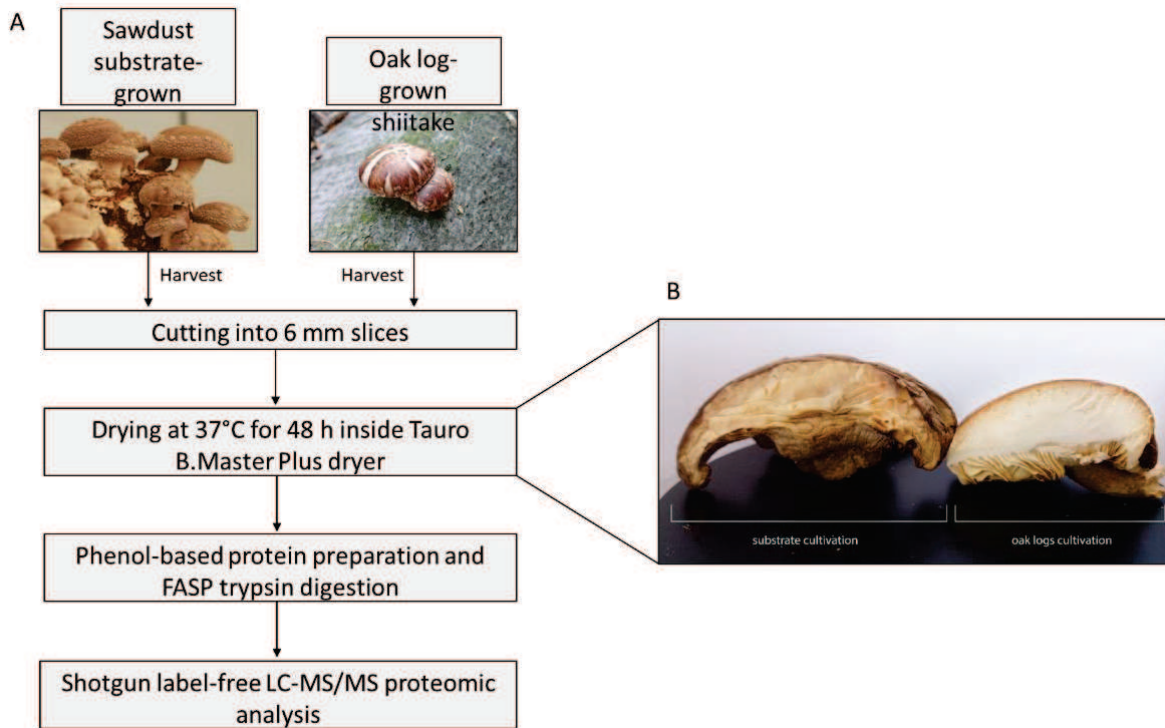 A
Sawdust
substrate-
grown
Oak log-
grown
shiitake
Harvest
Harvest
Cutting into 6 mm slices
Drying at 37°C for 48 h inside Tauro
B.Master Plus dryer
Phenol-based protein preparation and
FASP trypsin digestion
Shotgun label-free LC-MS/MS proteomic
analysis
B
substrate cultivation
oak logs cultivation